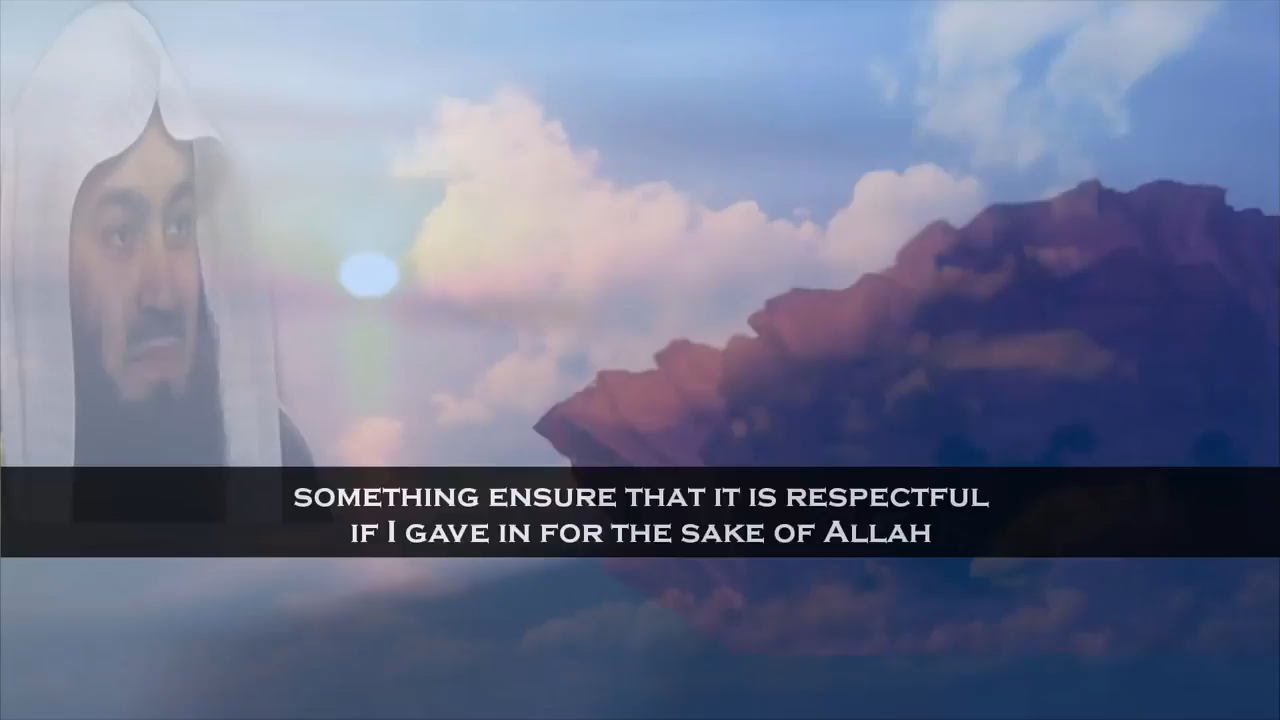 SOMETHING ENSURE THAT IT IS RESPECTFUL
IF I GAVE IN FOR THE SAKE OF ALLAH